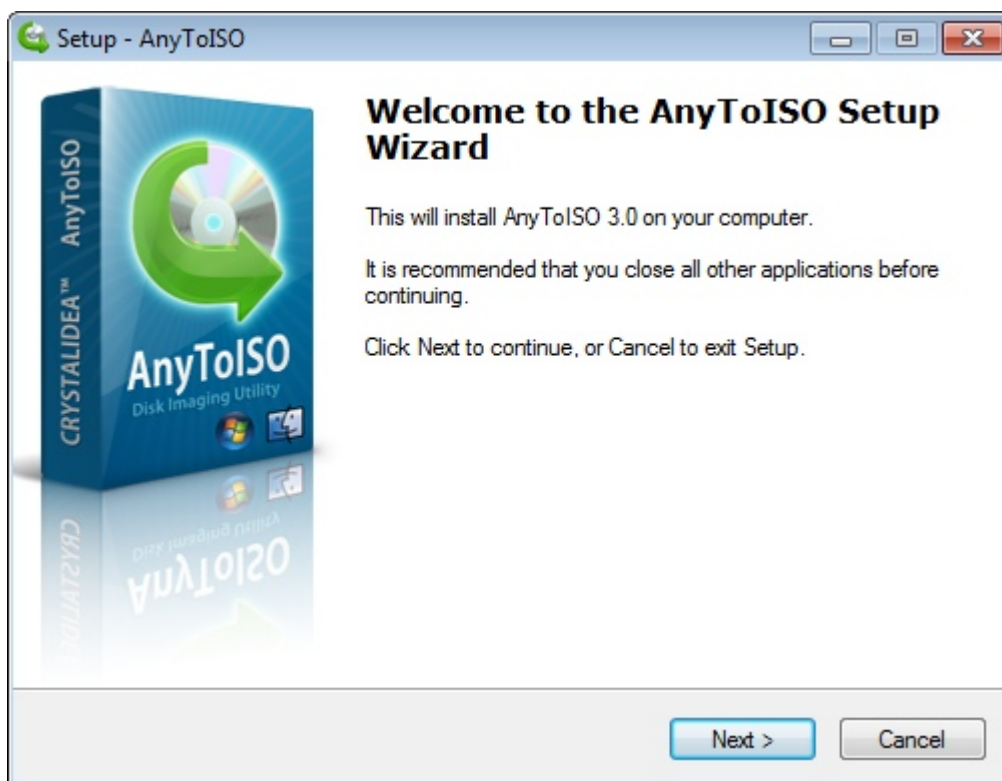 Setup - AnyToISO
Welcome to the AnyToISO Setup
Wizard
This will install AnyToISO 3.0 on your computer.
It is recommended that you close all other applications before
continuing.
Click Next to continue, or Cancel to exit Setup.
CRYSTALIDEA™ AnyToISO
AnyToISO
Disk Imaging Utility
Next >
Cancel